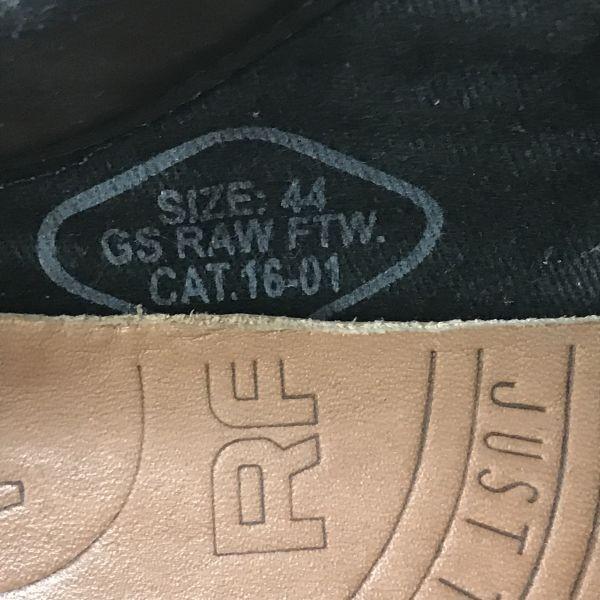 SIZE: 44
GS RAW FTW.
CAT.16-01
RF
JUST